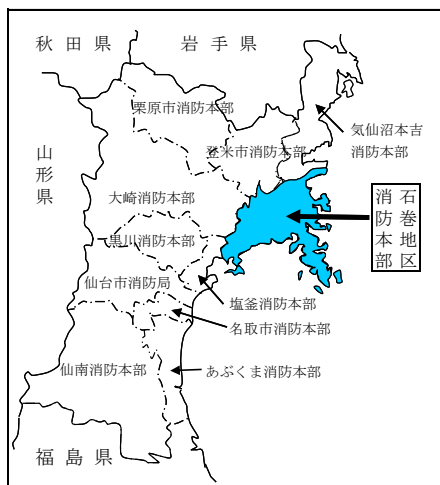 秋田県
岩手県
栗原市消防本部
気仙沼本吉
消防本部
登米市消防本部
山形県
大崎消防本部
石巻地区
消防本部
黒川消防本部
仙台市消防局
塩釜消防本部
名取市消防本部
仙南消防本部
あぶくま消防本部
福島県